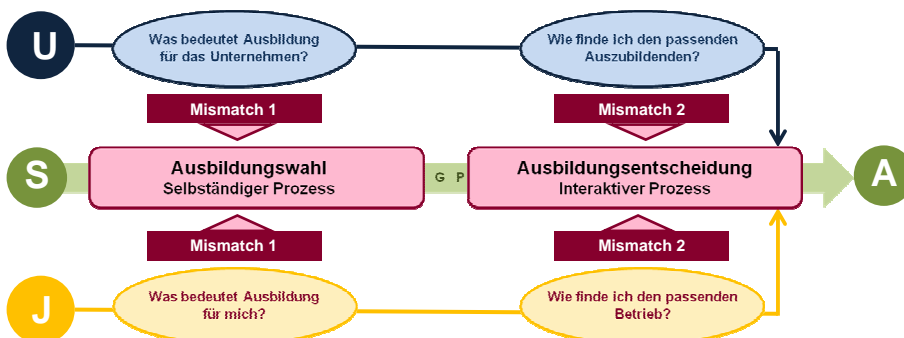 U
Was bedeutet Ausbildung
für das Unternehmen?
Wie finde ich den passenden
Auszubildenden?
Mismatch 1
Mismatch 2
S
Ausbildungswahl
Selbständiger Prozess
G P
Ausbildungsentscheidung
Interaktiver Prozess
A
Mismatch 1
Mismatch 2
J
Was bedeutet Ausbildung
für mich?
Wie finde ich den passenden
Betrieb?